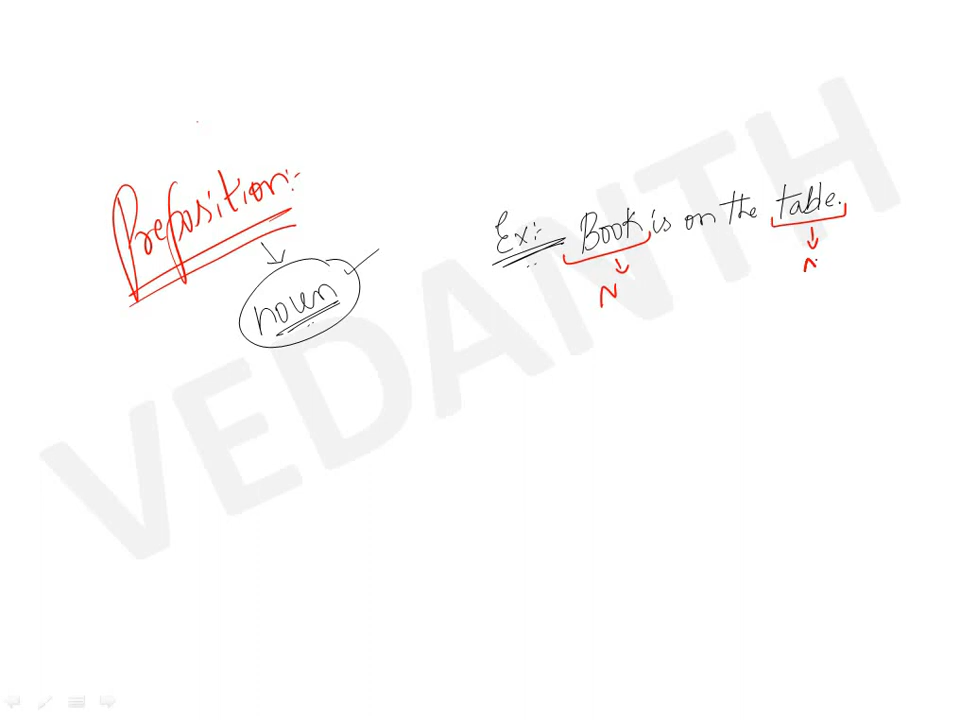 Preposition:-
noun
Ex:- Book is on the table.
N
VEDANTH